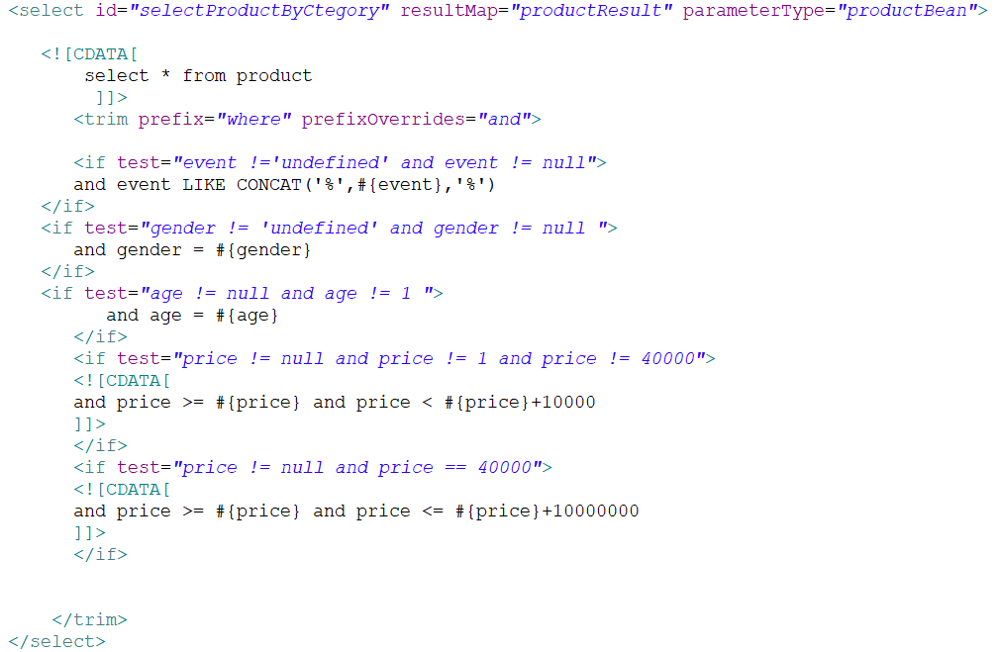 <select id="selectProductByCtegory" resultMap="productResult" parameterType="productBean">
<![CDATA[
select * from product
]]>
<trim prefix="where" prefixOverrides="and">
<if test="event !='undefined' and event != null">
and event LIKE CONCAT('%',#{event},'%')
</if>
<if test="gender != 'undefined' and gender != null ">
and gender = #{gender}
</if>
<if test="age != null and age != 1 ">
and age = #{age}
</if>
<if test="price != null and price != 1 and price != 40000">
<![CDATA[
and price >= #{price} and price < #{price}+10000
]]>
</if>
<if test="price != null and price == 40000">
<![CDATA[
and price >= #{price} and price <= #{price}+10000000
]]>
</if>
</trim>
</select>